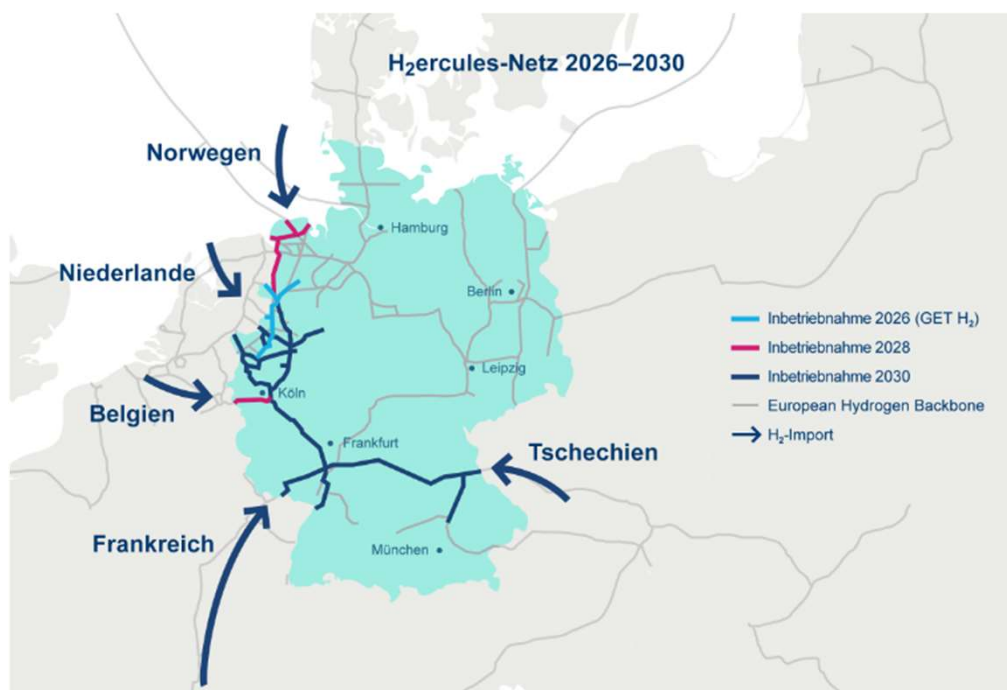 H₂ercules-Netz 2026–2030
Norwegen
Hamburg
Niederlande
Berlin
Inbetriebnahme 2026 (GET H₂)
Inbetriebnahme 2028
Leipzig
Inbetriebnahme 2030
Köln
Belgien
European Hydrogen Backbone
H₂-Import
Frankfurt
Tschechien
Frankreich
München